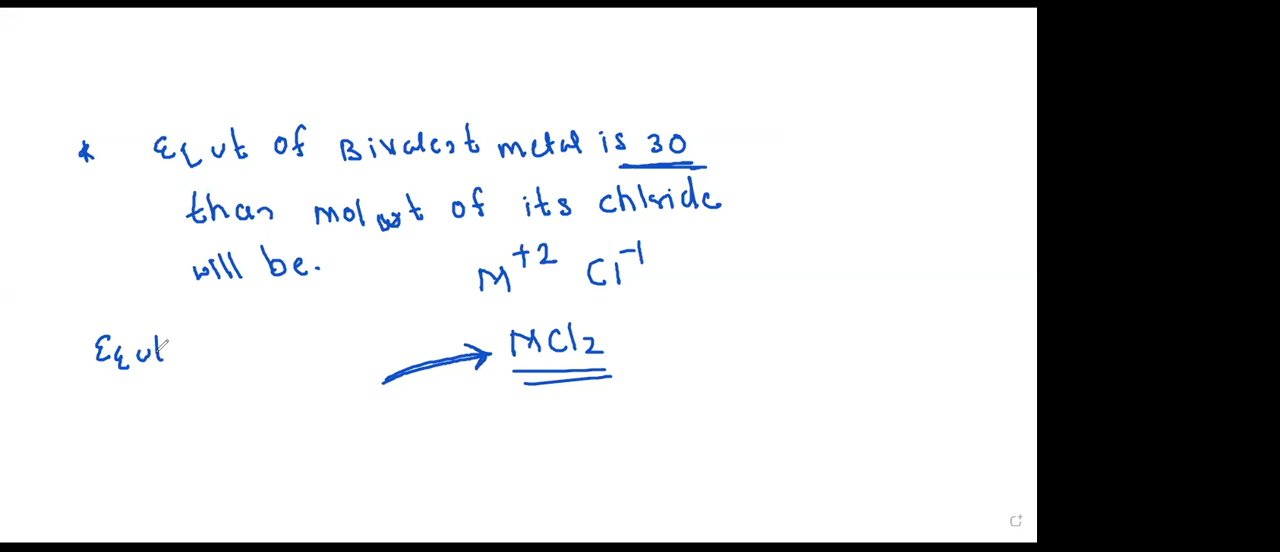 * Eq wt of Bivalent metal is 30
than mol wt of its chloride
will be.
M+2 Cl-1
Eq wt
MCl2